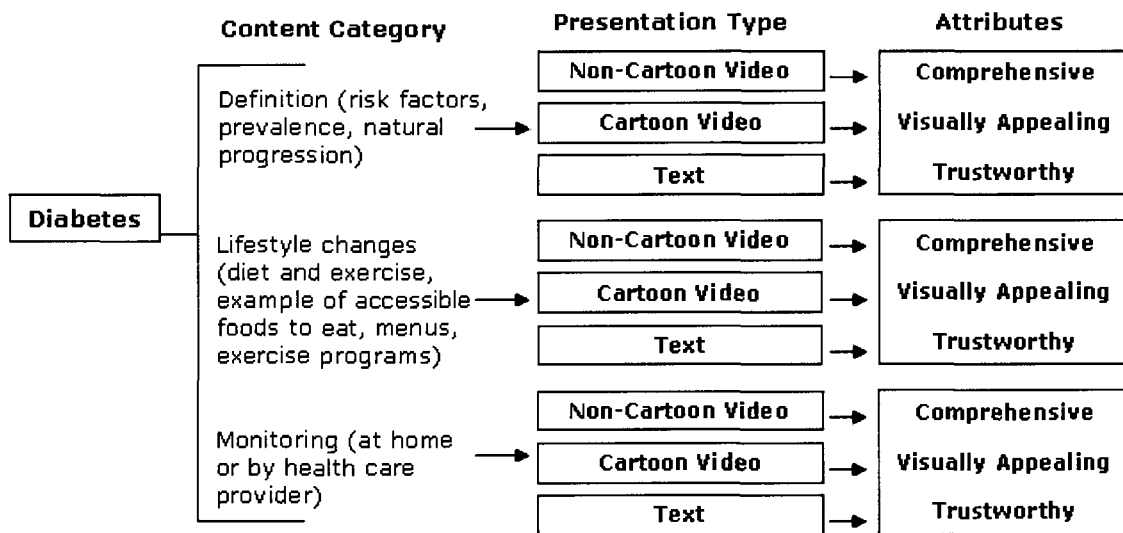 Content Category
Presentation Type
Attributes
Diabetes
Definition (risk factors,
prevalence, natural
progression)
Non-Cartoon Video
Cartoon Video
Text
Comprehensive
Visually Appealing
Trustworthy
Lifestyle changes
(diet and exercise,
example of accessible
foods to eat, menus,
exercise programs)
Non-Cartoon Video
Cartoon Video
Text
Comprehensive
Visually Appealing
Trustworthy
Monitoring (at home
or by health care
provider)
Non-Cartoon Video
Cartoon Video
Text
Comprehensive
Visually Appealing
Trustworthy